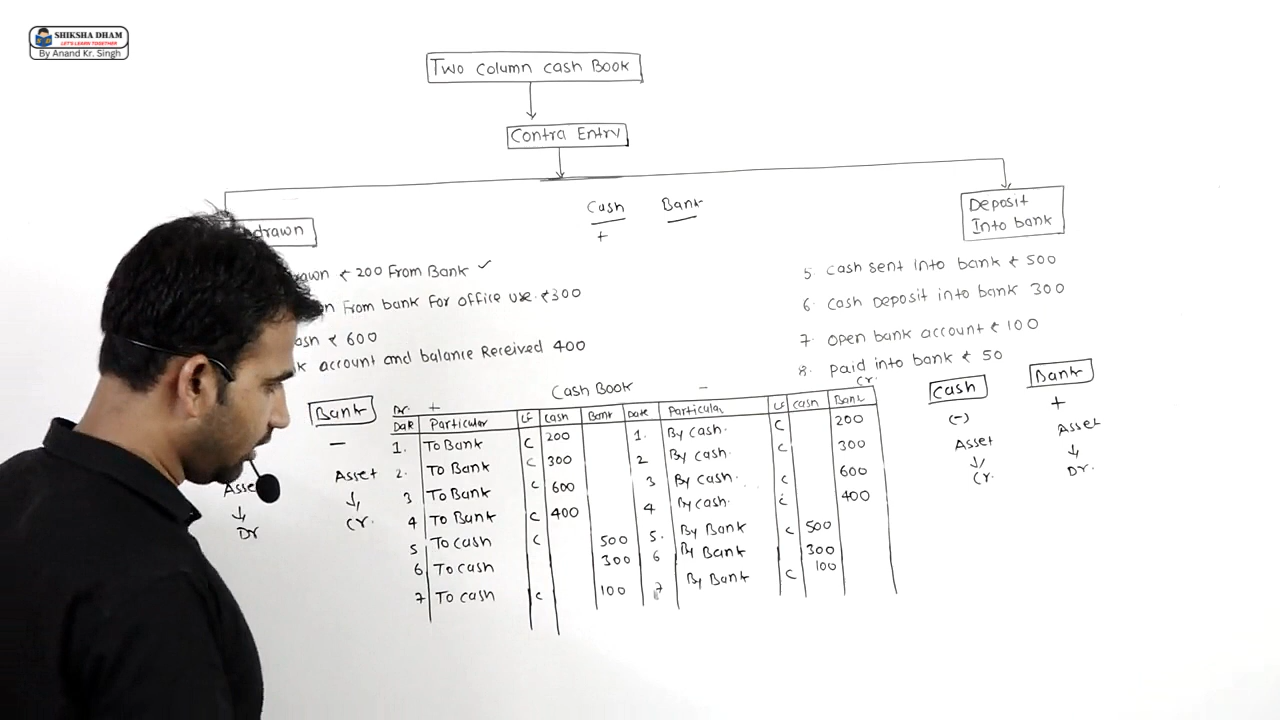 SHIKSHA DHAM
LET'S LEARN TOGETHER
By Anand Kr. Singh
Two column cash Book
Contra Entry
drawn
Cash Bank
+
Deposit
Into bank
rawn ₹ 200 From Bank ✓
n From bank for office use ₹300
ash ₹ 600
k account and balance Received 400
5 cash sent into bank ₹ 500
6. cash Deposit into bank 300
7. open bank account ₹ 100
8. paid into bank ₹ 50
Bank
-
Asset
↓
Cr.
Asse
↓
Dr
Cash Book
Dr. + - Cr.
Date Particular LF Cash Bank Date Particular LF Cash Bank
1. To Bank C 200 1. By cash. C 200
2. To Bank C 300 2 By cash. C 300
3 To Bank C 600 3 By cash. C 600
4 To Bank C 400 4 By cash. C 400
5 To cash C 500 5. By Bank C 500
6 To cash 300 6 By Bank 300
7 To cash C 100 7 By Bank C 100
Cash
(-)
Asset
↓
Cr.
Bank
+
Asset
↓
Dr.